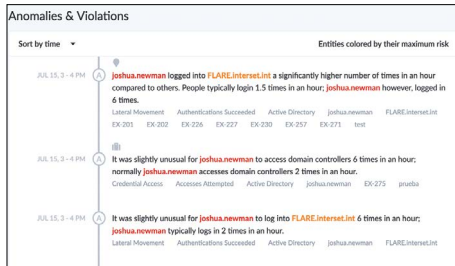 Anomalies & Violations
Sort by time
Entities colored by their maximum risk
JUL 15, 3 - 4 PM
A
joshua.newman logged into FLARE.interset.int a significantly higher number of times in an hour
compared to others. People typically login 1.5 times in an hour; joshua.newman however, logged in
6 times.
Lateral Movement Authentications Succeeded Active Directory joshua.newman FLARE.interset.int
EX-201 EX-202 EX-226 EX-227 EX-230 EX-257 EX-271 test
JUL 15, 3 - 4 PM
A
It was slightly unusual for joshua.newman to access domain controllers 6 times in an hour;
normally joshua.newman accesses domain controllers 2 times in an hour.
Credential Access Accesses Attempted Active Directory joshua.newman EX-275 prueba
JUL 15, 3 - 4 PM
A
It was slightly unusual for joshua.newman to log into FLARE.interset.int 6 times in an hour;
joshua.newman typically logs in 2 times in an hour.
Lateral Movement Authentications Succeeded Active Directory joshua.newman FLARE.interset.int